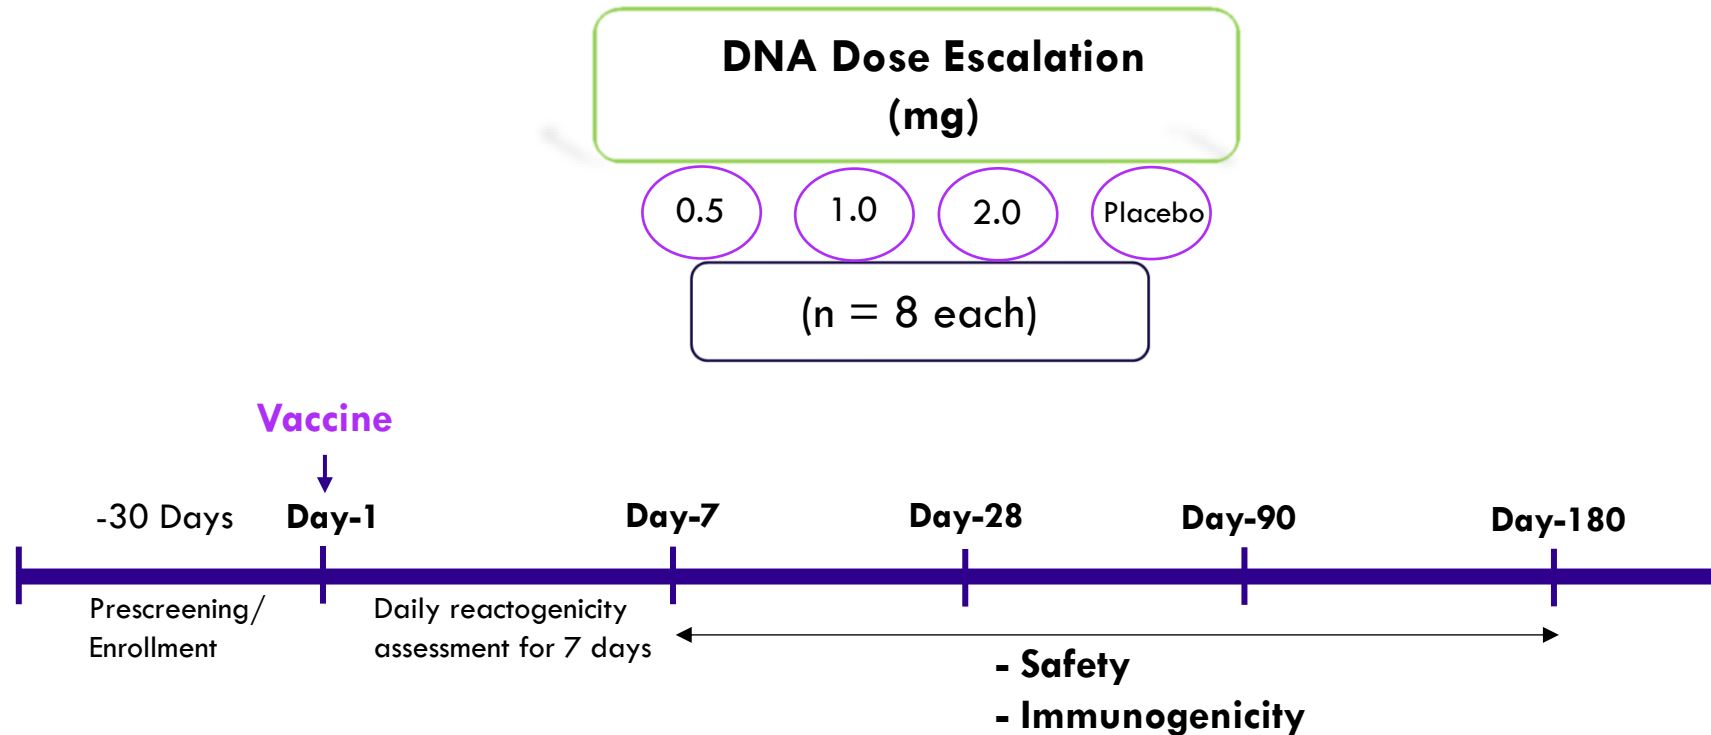 DNA Dose Escalation
(mg)
0.5
1.0
2.0
Placebo
(n = 8 each)
Vaccine
-30 Days
Day-1
Day-7
Day-28
Day-90
Day-180
Prescreening/
Enrollment
Daily reactogenicity
assessment for 7 days
- Safety
- Immunogenicity